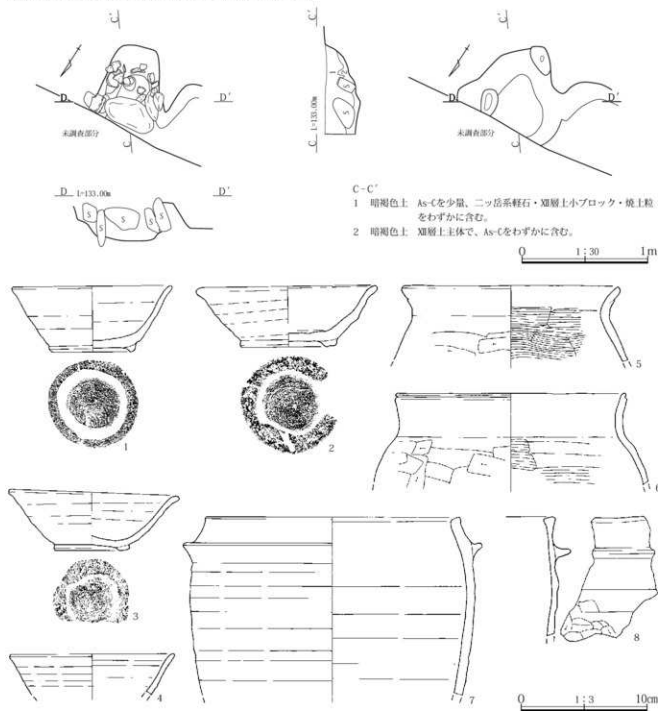 C'
C'
C'
D
D'
未調査部分
C
C
L=133.00m
D
D'
未調査部分
C
D L=133.00m
D'
S
S
S
S
S
S
S
C-C'
1 暗褐色土 As-Cを少量、二ッ岳系軽石・XII層土小ブロック・焼土粒
をわずかに含む。
2 暗褐色土 XII層土主体で、As-Cをわずかに含む。
0 1:30 1m
1
2
5
6
3
4
7
8
0 1:3 10cm